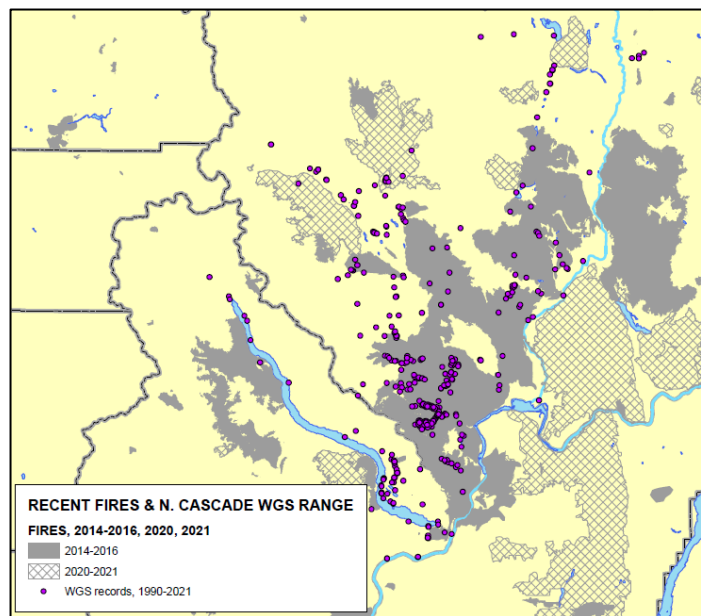 RECENT FIRES & N. CASCADE WGS RANGE
FIRES, 2014-2016, 2020, 2021
2014-2016
2020-2021
WGS records, 1990-2021